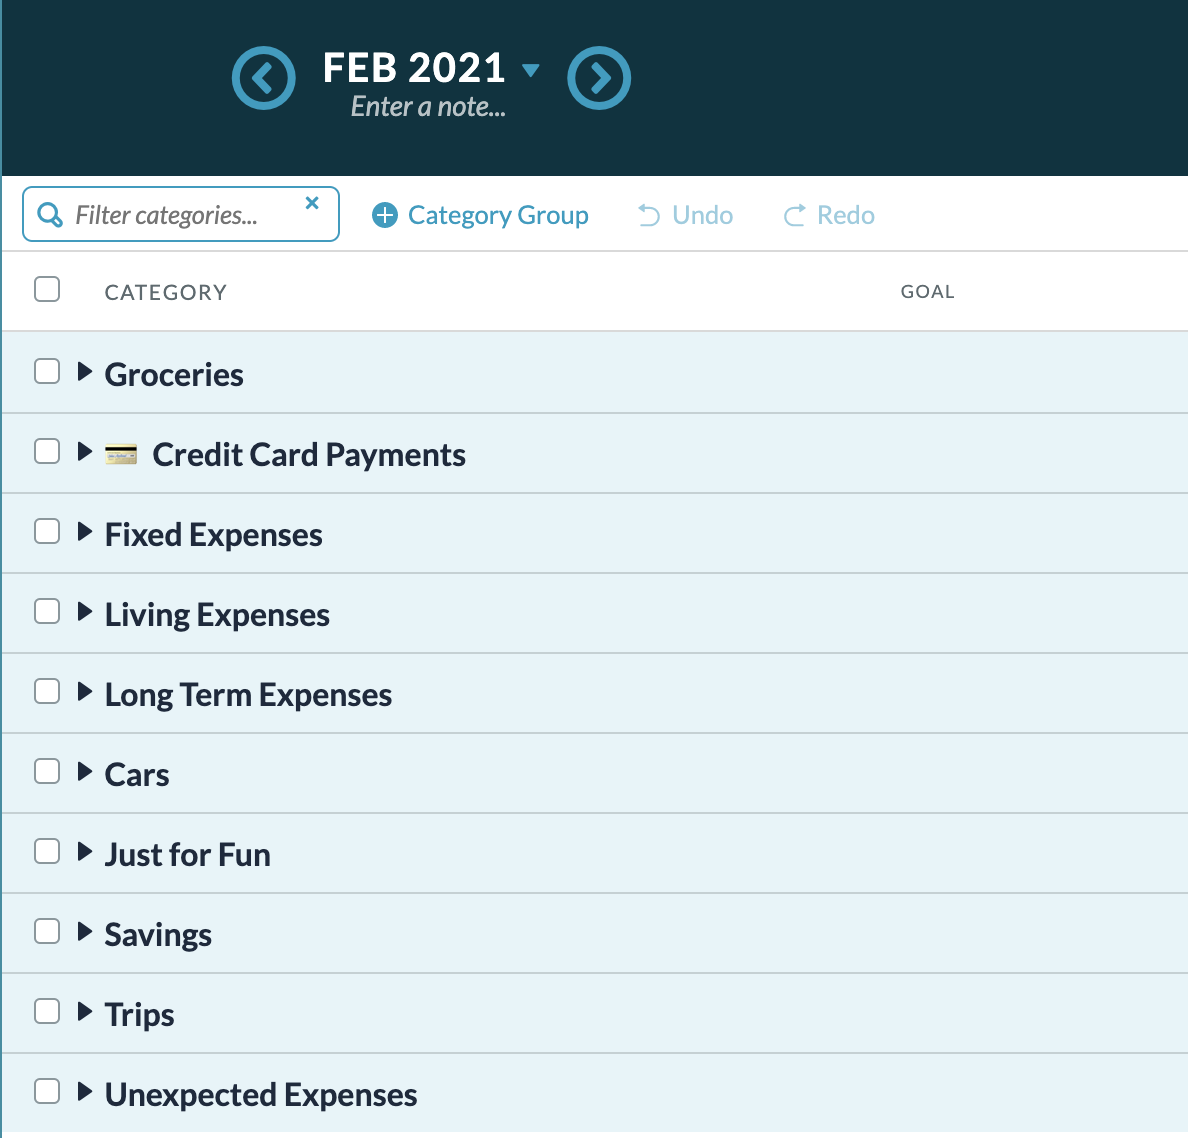 FEB 2021
Enter a note...
Filter categories...
Category Group
Undo
Redo
CATEGORY
GOAL
Groceries
Credit Card Payments
Fixed Expenses
Living Expenses
Long Term Expenses
Cars
Just for Fun
Savings
Trips
Unexpected Expenses